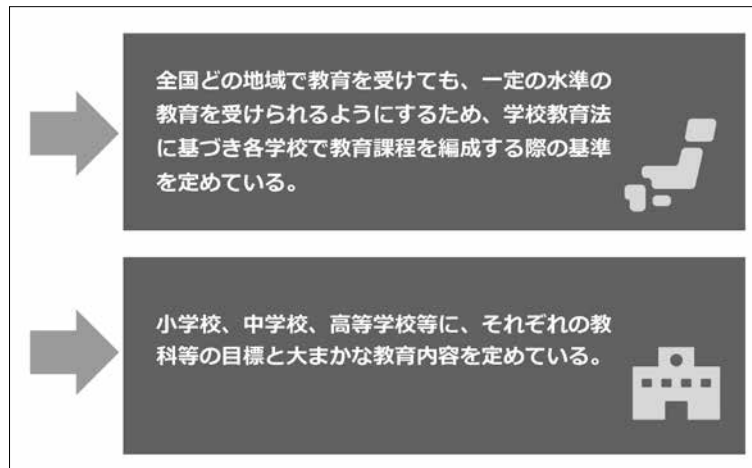 全国どの地域で教育を受けても、一定の水準の
教育を受けられるようにするため、学校教育法
に基づき各学校で教育課程を編成する際の基準
を定めている。
小学校、中学校、高等学校等に、それぞれの教
科等の目標と大まかな教育内容を定めている。